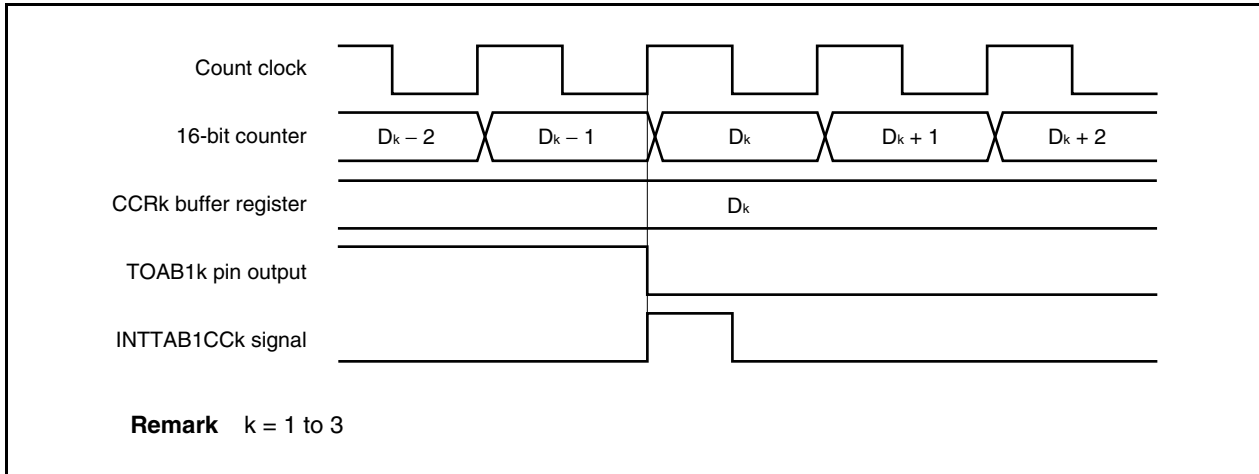 Count clock
16-bit counter
Dk − 2 Dk − 1 Dk Dk + 1 Dk + 2
CCRk buffer register
Dk
TOAB1k pin output
INTTAB1CCk signal
Remark k = 1 to 3